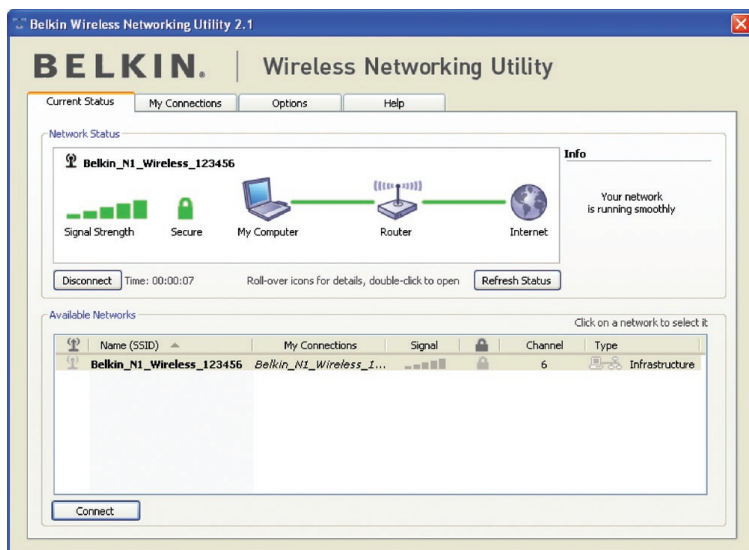 Belkin Wireless Networking Utility 2.1
BELKIN. | Wireless Networking Utility
Current Status My Connections Options Help
Network Status
Belkin_N1_Wireless_123456
Signal Strength Secure My Computer Router Internet
Info
Your network
is running smoothly
Disconnect Time: 00:00:07 Roll-over icons for details, double-click to open Refresh Status
Available Networks
Click on a network to select it
Name (SSID) My Connections Signal Channel Type
Belkin_N1_Wireless_123456 Belkin_N1_Wireless_1... 6 Infrastructure
Connect